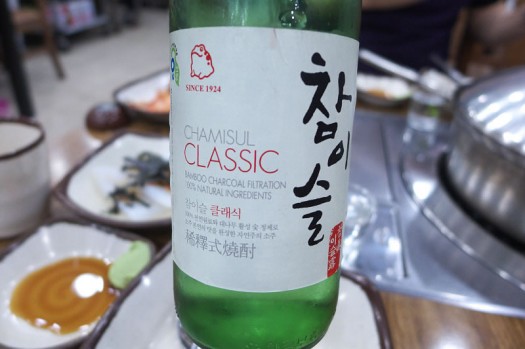 SINCE 1924
참이슬
CHAMISUL
CLASSIC
BAMBOO CHARCOAL FILTRATION
100% NATURAL INGREDIENTS
참이슬 클래식
稀釋式燒酎